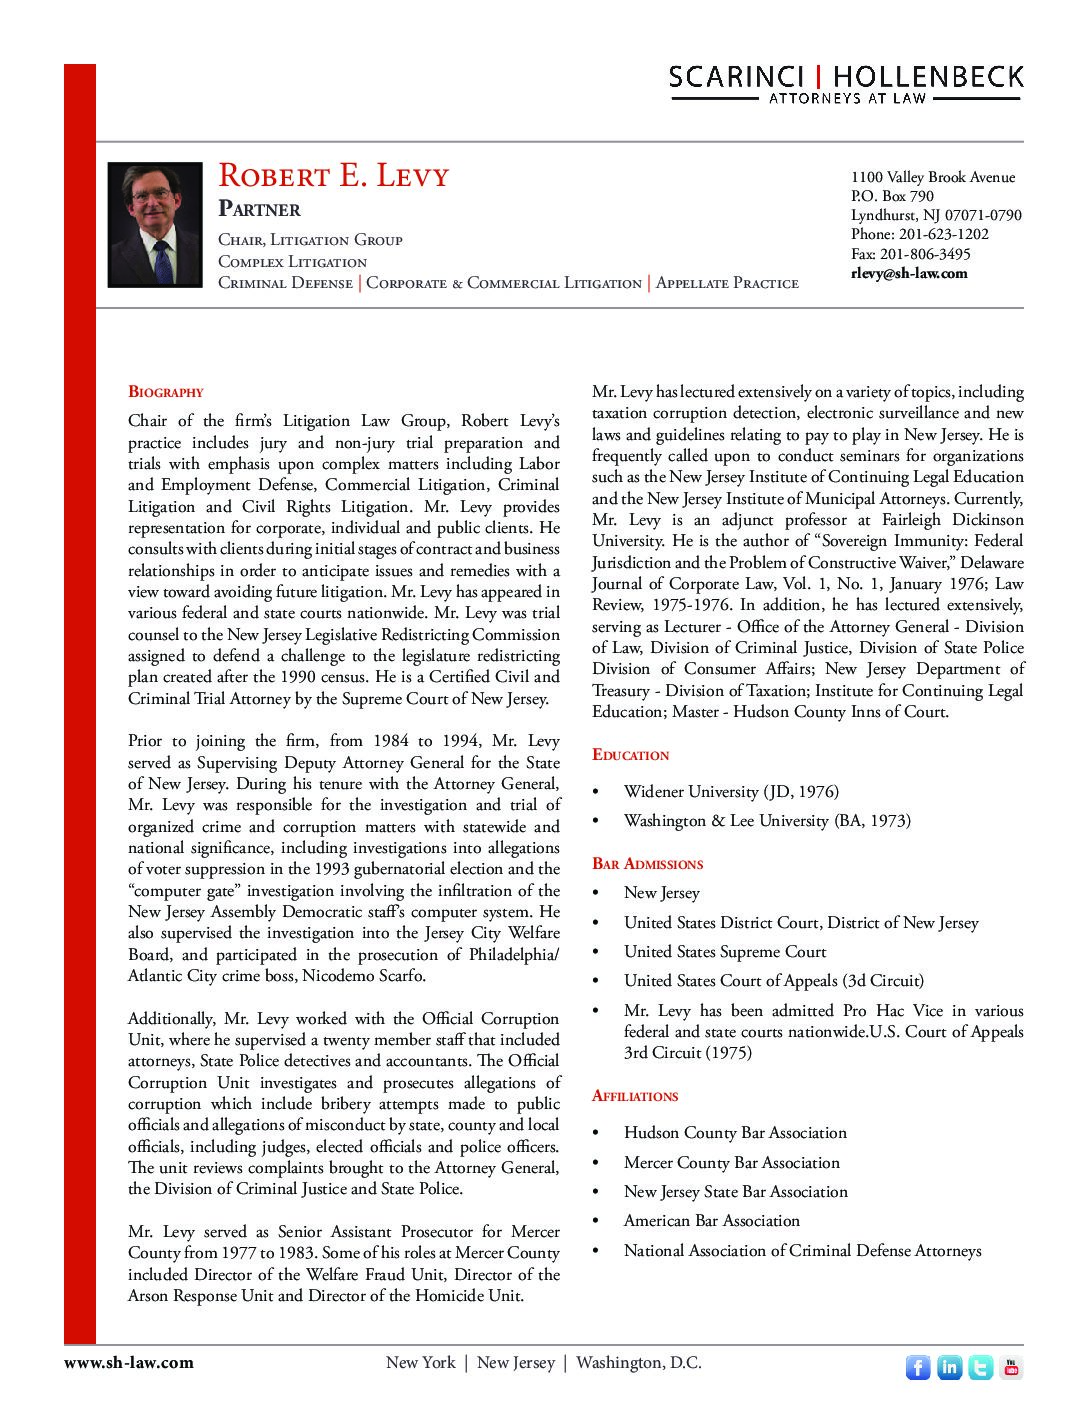 SCARINCI | HOLLENBECK
ATTORNEYS AT LAW
Robert E. Levy
Partner
Chair, Litigation Group
Complex Litigation
Criminal Defense | Corporate & Commercial Litigation | Appellate Practice
1100 Valley Brook Avenue
P.O. Box 790
Lyndhurst, NJ 07071-0790
Phone: 201-623-1202
Fax: 201-806-3495
rlevy@sh-law.com
Biography
Chair of the firm's Litigation Law Group, Robert Levy's
practice includes jury and non-jury trial preparation and
trials with emphasis upon complex matters including Labor
and Employment Defense, Commercial Litigation, Criminal
Litigation and Civil Rights Litigation. Mr. Levy provides
representation for corporate, individual and public clients. He
consults with clients during initial stages of contract and business
relationships in order to anticipate issues and remedies with a
view toward avoiding future litigation. Mr. Levy has appeared in
various federal and state courts nationwide. Mr. Levy was trial
counsel to the New Jersey Legislative Redistricting Commission
assigned to defend a challenge to the legislature redistricting
plan created after the 1990 census. He is a Certified Civil and
Criminal Trial Attorney by the Supreme Court of New Jersey.
Prior to joining the firm, from 1984 to 1994, Mr. Levy
served as Supervising Deputy Attorney General for the State
of New Jersey. During his tenure with the Attorney General,
Mr. Levy was responsible for the investigation and trial of
organized crime and corruption matters with statewide and
national significance, including investigations into allegations
of voter suppression in the 1993 gubernatorial election and the
"computer gate" investigation involving the infiltration of the
New Jersey Assembly Democratic staff's computer system. He
also supervised the investigation into the Jersey City Welfare
Board, and participated in the prosecution of Philadelphia/
Atlantic City crime boss, Nicodemo Scarfo.
Additionally, Mr. Levy worked with the Official Corruption
Unit, where he supervised a twenty member staff that included
attorneys, State Police detectives and accountants. The Official
Corruption Unit investigates and prosecutes allegations of
corruption which include bribery attempts made to public
officials and allegations of misconduct by state, county and local
officials, including judges, elected officials and police officers.
The unit reviews complaints brought to the Attorney General,
the Division of Criminal Justice and State Police.
Mr. Levy served as Senior Assistant Prosecutor for Mercer
County from 1977 to 1983. Some of his roles at Mercer County
included Director of the Welfare Fraud Unit, Director of the
Arson Response Unit and Director of the Homicide Unit.
Mr. Levy has lectured extensively on a variety of topics, including
taxation corruption detection, electronic surveillance and new
laws and guidelines relating to pay to play in New Jersey. He is
frequently called upon to conduct seminars for organizations
such as the New Jersey Institute of Continuing Legal Education
and the New Jersey Institute of Municipal Attorneys. Currently,
Mr. Levy is an adjunct professor at Fairleigh Dickinson
University. He is the author of "Sovereign Immunity: Federal
Jurisdiction and the Problem of Constructive Waiver," Delaware
Journal of Corporate Law, Vol. 1, No. 1, January 1976; Law
Review, 1975-1976. In addition, he has lectured extensively,
serving as Lecturer - Office of the Attorney General - Division
of Law, Division of Criminal Justice, Division of State Police
Division of Consumer Affairs; New Jersey Department of
Treasury - Division of Taxation; Institute for Continuing Legal
Education; Master - Hudson County Inns of Court.
Education
• Widener University (JD, 1976)
• Washington & Lee University (BA, 1973)
Bar Admissions
• New Jersey
• United States District Court, District of New Jersey
• United States Supreme Court
• United States Court of Appeals (3d Circuit)
• Mr. Levy has been admitted Pro Hac Vice in various
federal and state courts nationwide.U.S. Court of Appeals
3rd Circuit (1975)
Affiliations
• Hudson County Bar Association
• Mercer County Bar Association
• New Jersey State Bar Association
• American Bar Association
• National Association of Criminal Defense Attorneys
www.sh-law.com
New York | New Jersey | Washington, D.C.
f
in
t
You Tube